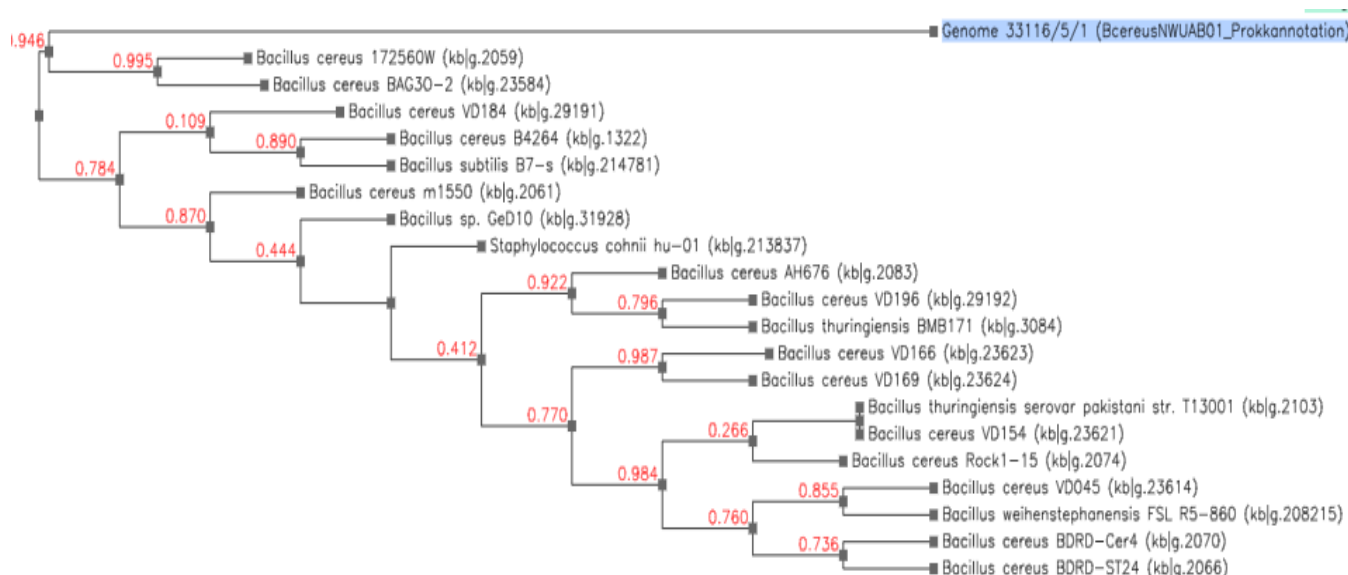 Genome 33116/5/1 (BcereusNWUAB01_Prokkannotation)
.946
Bacillus cereus 172560W (kb|g.2059)
0.995
Bacillus cereus BAG3O-2 (kb|g.23584)
Bacillus cereus VD184 (kb|g.29191)
0.109
Bacillus cereus B4264 (kb|g.1322)
0.890
Bacillus subtilis B7-s (kb|g.214781)
0.784
Bacillus cereus m1550 (kb|g.2061)
0.870
Bacillus sp. GeD10 (kb|g.31928)
0.444
Staphylococcus cohnii hu-01 (kb|g.213837)
Bacillus cereus AH676 (kb|g.2083)
0.922
Bacillus cereus VD196 (kb|g.29192)
0.796
Bacillus thuringiensis BMB171 (kb|g.3084)
0.412
Bacillus cereus VD166 (kb|g.23623)
0.987
Bacillus cereus VD169 (kb|g.23624)
0.770
Bacillus thuringiensis serovar pakistani str. T13001 (kb|g.2103)
0.266
Bacillus cereus VD154 (kb|g.23621)
Bacillus cereus Rock1-15 (kb|g.2074)
0.984
Bacillus cereus VD045 (kb|g.23614)
0.855
Bacillus weihenstephanensis FSL R5-860 (kb|g.208215)
0.760
Bacillus cereus BDRD-Cer4 (kb|g.2070)
0.736
Bacillus cereus BDRD-ST24 (kb|g.2066)